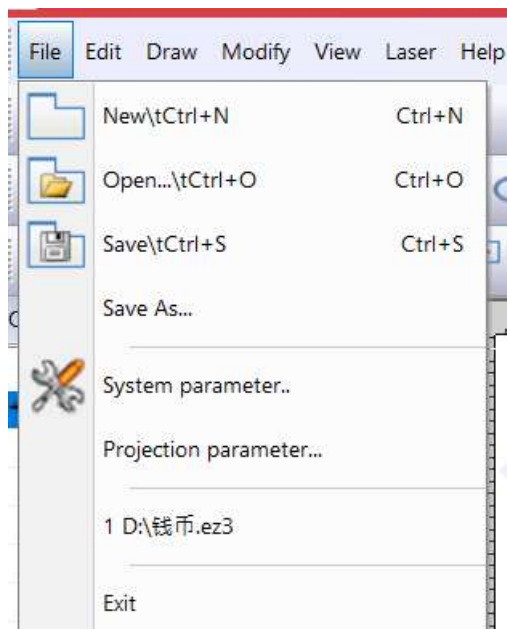 File Edit Draw Modify View Laser Help
New\tCtrl+N Ctrl+N
Open...\tCtrl+O Ctrl+O
Save\tCtrl+S Ctrl+S
Save As...
System parameter..
Projection parameter...
1 D:\钱币.ez3
Exit